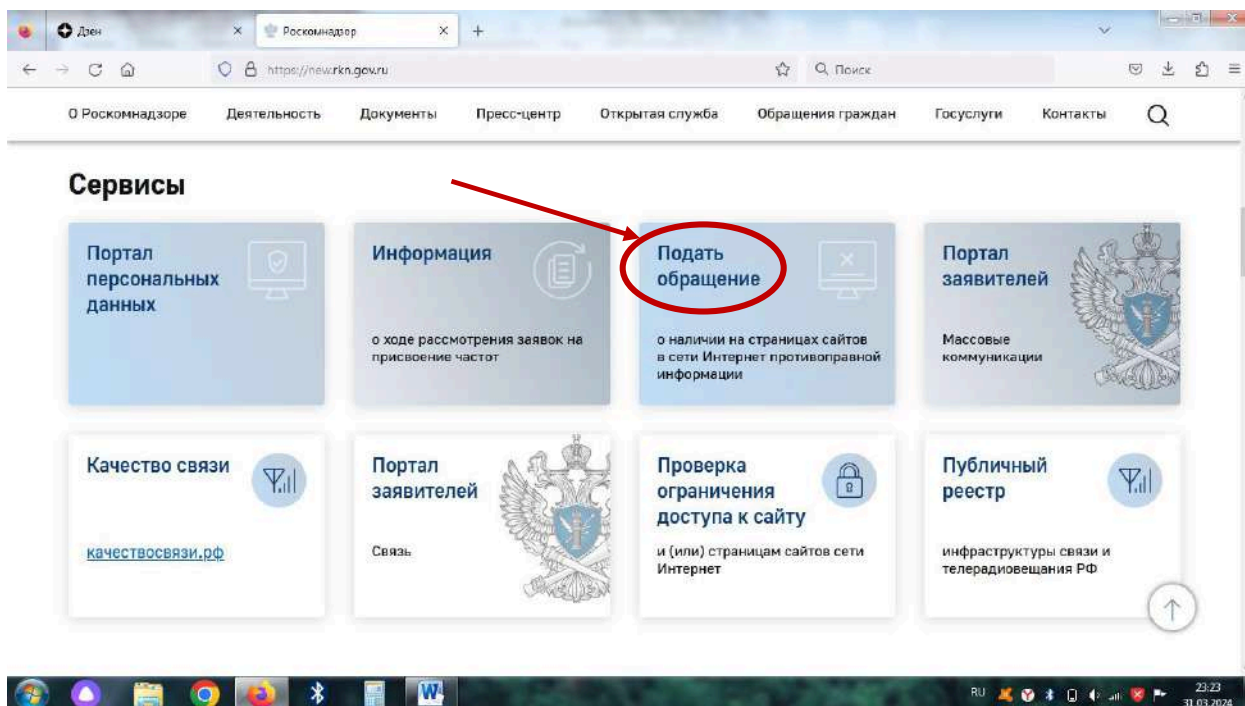 Дзен
Роскомнадзор
https://new.rkn.gov.ru
Поиск
О Роскомнадзоре Деятельность Документы Пресс-центр Открытая служба Обращения граждан Госуслуги Контакты
Сервисы
Портал
персональных
данных
Информация
о ходе рассмотрения заявок на
присвоение частот
Подать
обращение
о наличии на страницах сайтов
в сети Интернет противоправной
информации
Портал
заявителей
Массовые
коммуникации
Качество связи
качествосвязи.рф
Портал
заявителей
Связь
Проверка
ограничения
доступа к сайту
и (или) страницам сайтов сети
Интернет
Публичный
реестр
инфраструктуры связи и
телерадиовещания РФ
RU
23:23
31.03.2024